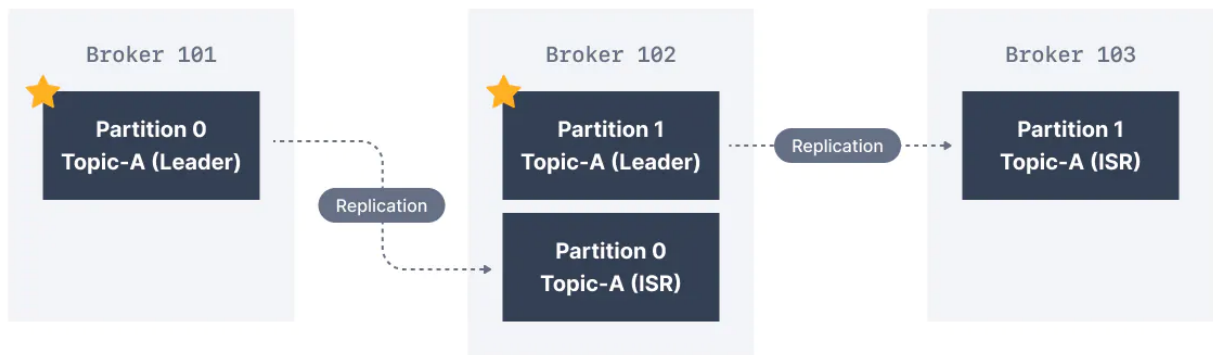 Broker 101
Partition 0
Topic-A (Leader)
Replication
Broker 102
Partition 1
Topic-A (Leader)
Partition 0
Topic-A (ISR)
Replication
Broker 103
Partition 1
Topic-A (ISR)